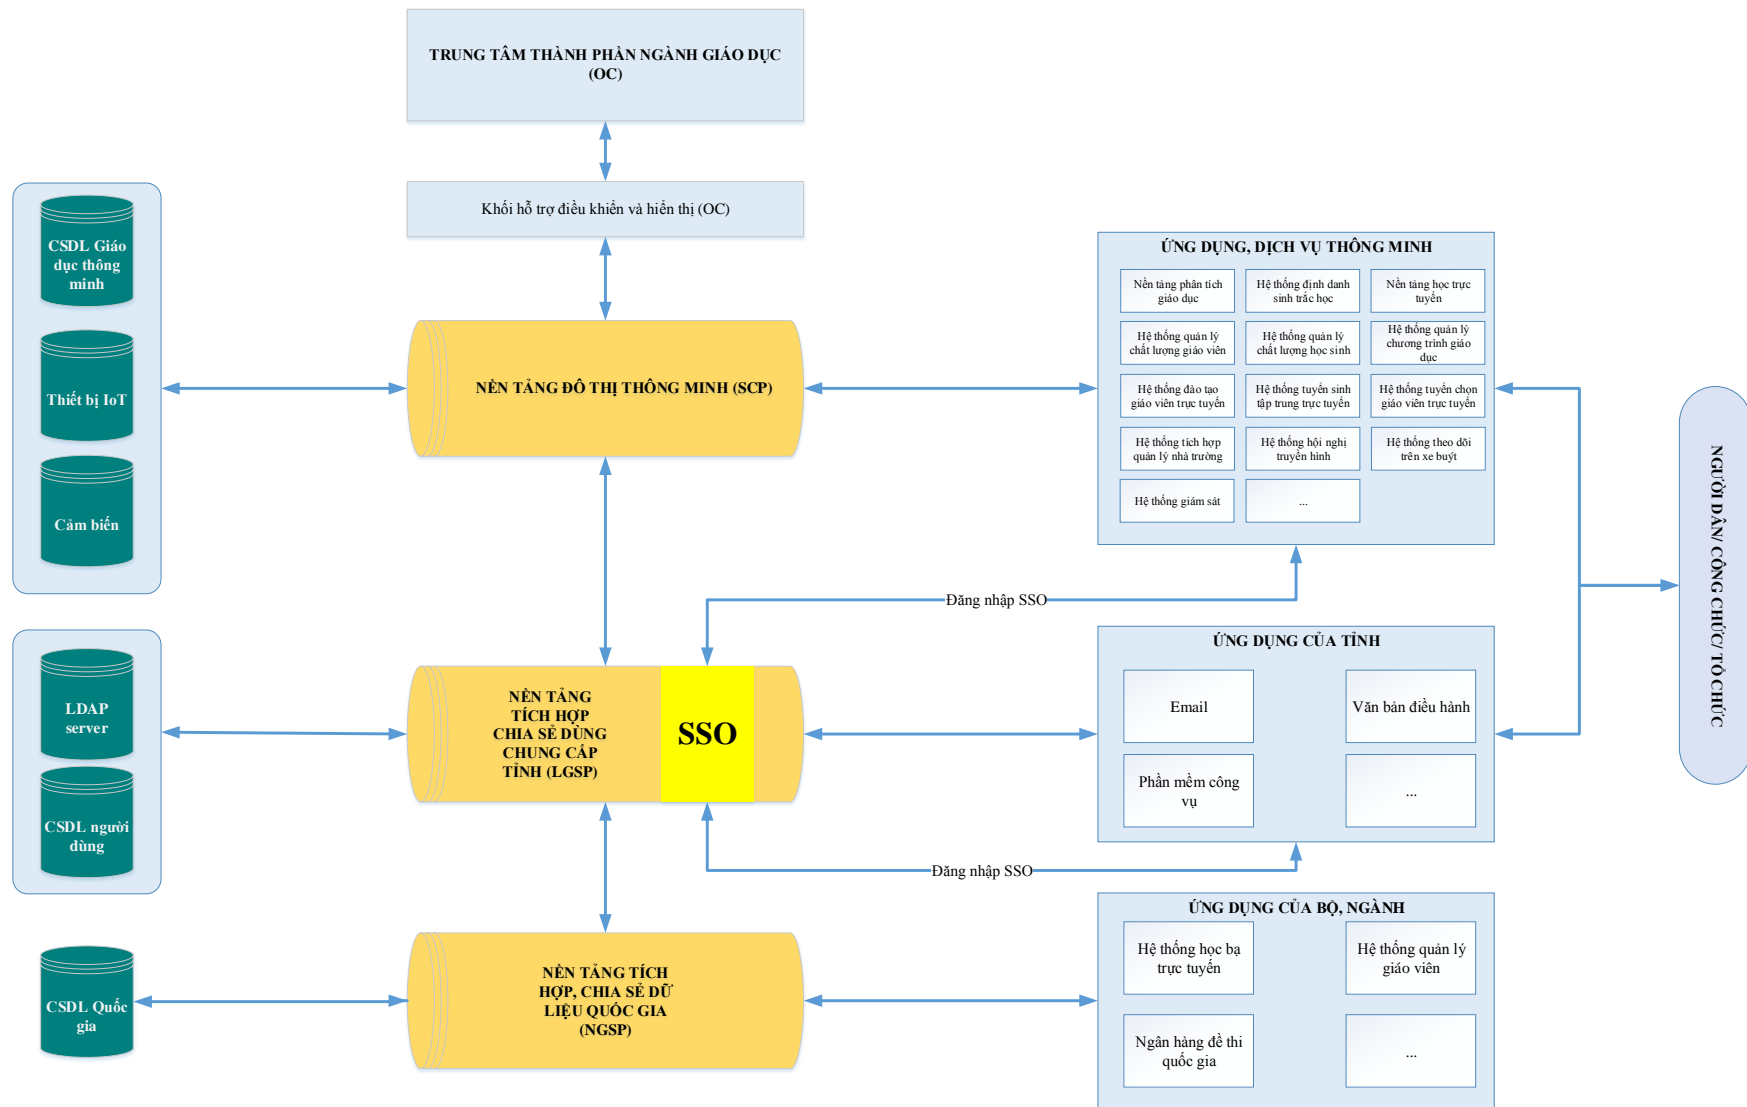 TRUNG TÂM THÀNH PHẦN NGÀNH GIÁO DỤC
(OC)
Khối hỗ trợ điều khiển và hiển thị (OC)
CSDL Giáo
dục thông
minh
Thiết bị IoT
Cảm biến
NỀN TẢNG ĐÔ THỊ THÔNG MINH (SCP)
ỨNG DỤNG, DỊCH VỤ THÔNG MINH
Nền tảng phân tích
giáo dục
Hệ thống định danh
sinh trắc học
Nền tảng học trực
tuyến
Hệ thống quản lý
chất lượng giáo viên
Hệ thống quản lý
chất lượng học sinh
Hệ thống quản lý
chương trình giáo
dục
Hệ thống đào tạo
giáo viên trực tuyến
Hệ thống tuyển sinh
tập trung trực tuyến
Hệ thống tuyển chọn
giáo viên trực tuyến
Hệ thống tích hợp
quản lý nhà trường
Hệ thống hội nghị
truyền hình
Hệ thống theo dõi
trên xe buýt
Hệ thống giám sát
...
NGƯỜI DÂN/ CÔNG CHỨC/ TỔ CHỨC
Đăng nhập SSO
LDAP
server
CSDL người
dùng
NỀN TẢNG
TÍCH HỢP
CHIA SẺ DÙNG
CHUNG CẤP
TỈNH (LGSP)
SSO
ỨNG DỤNG CỦA TỈNH
Email
Văn bản điều hành
Phần mềm công
vụ
...
Đăng nhập SSO
CSDL Quốc
gia
NỀN TẢNG TÍCH
HỢP, CHIA SẺ DỮ
LIỆU QUỐC GIA
(NGSP)
ỨNG DỤNG CỦA BỘ, NGÀNH
Hệ thống học bạ
trực tuyến
Hệ thống quản lý
giáo viên
Ngân hàng đề thi
quốc gia
...